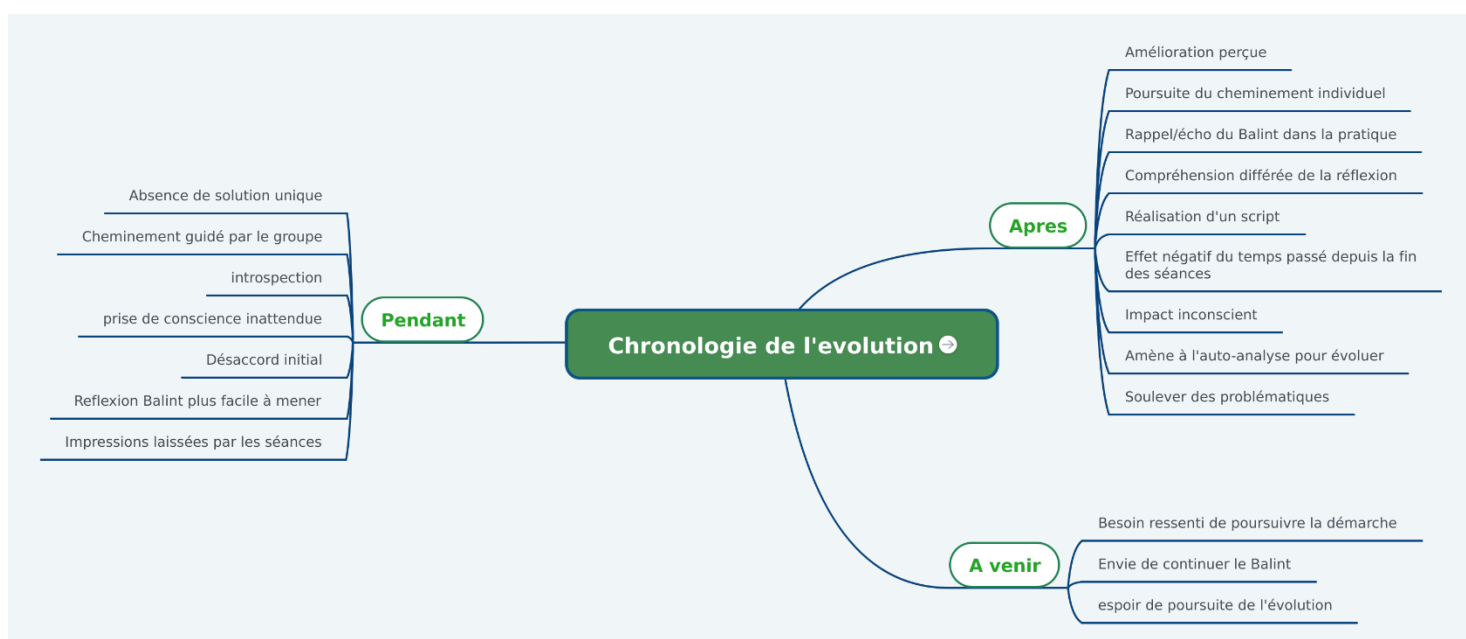 Chronologie de l'evolution
Pendant
Absence de solution unique
Cheminement guidé par le groupe
introspection
prise de conscience inattendue
Désaccord initial
Reflexion Balint plus facile à mener
Impressions laissées par les séances
Apres
Amélioration perçue
Poursuite du cheminement individuel
Rappel/écho du Balint dans la pratique
Compréhension différée de la réflexion
Réalisation d'un script
Effet négatif du temps passé depuis la fin
des séances
Impact inconscient
Amène à l'auto-analyse pour évoluer
Soulever des problématiques
A venir
Besoin ressenti de poursuivre la démarche
Envie de continuer le Balint
espoir de poursuite de l'évolution